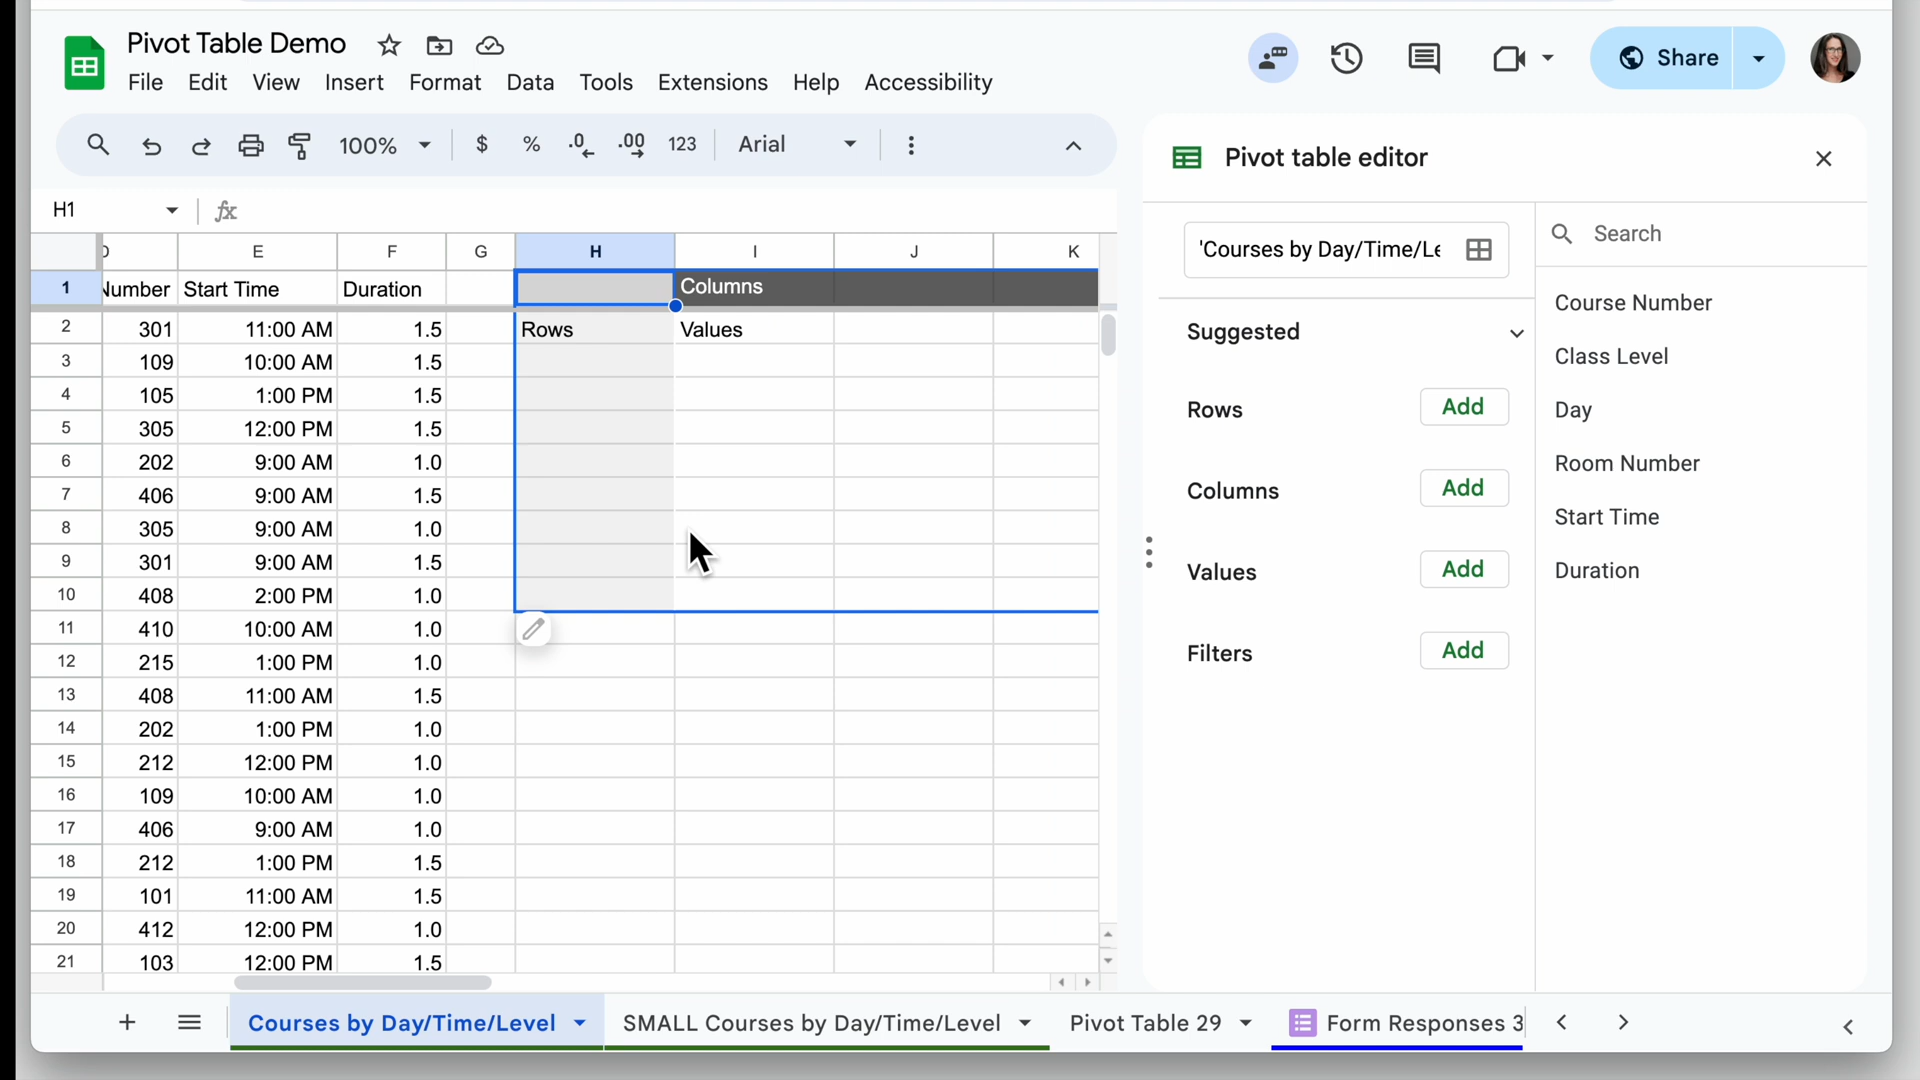 Pivot Table Demo
File Edit View Insert Format Data Tools Extensions Help Accessibility
Share
100% $ % .0 .00 123 Arial
H1 fx
E F G H I J K
1 Number Start Time Duration Columns
2 301 11:00 AM 1.5 Rows Values
3 109 10:00 AM 1.5
4 105 1:00 PM 1.5
5 305 12:00 PM 1.5
6 202 9:00 AM 1.0
7 406 9:00 AM 1.5
8 305 9:00 AM 1.0
9 301 9:00 AM 1.5
10 408 2:00 PM 1.0
11 410 10:00 AM 1.0
12 215 1:00 PM 1.0
13 408 11:00 AM 1.5
14 202 1:00 PM 1.0
15 212 12:00 PM 1.0
16 109 10:00 AM 1.0
17 406 9:00 AM 1.0
18 212 1:00 PM 1.5
19 101 11:00 AM 1.5
20 412 12:00 PM 1.0
21 103 12:00 PM 1.5
Pivot table editor
'Courses by Day/Time/Le
Suggested
Rows Add
Columns Add
Values Add
Filters Add
Search
Course Number
Class Level
Day
Room Number
Start Time
Duration
Courses by Day/Time/Level SMALL Courses by Day/Time/Level Pivot Table 29 Form Responses 3